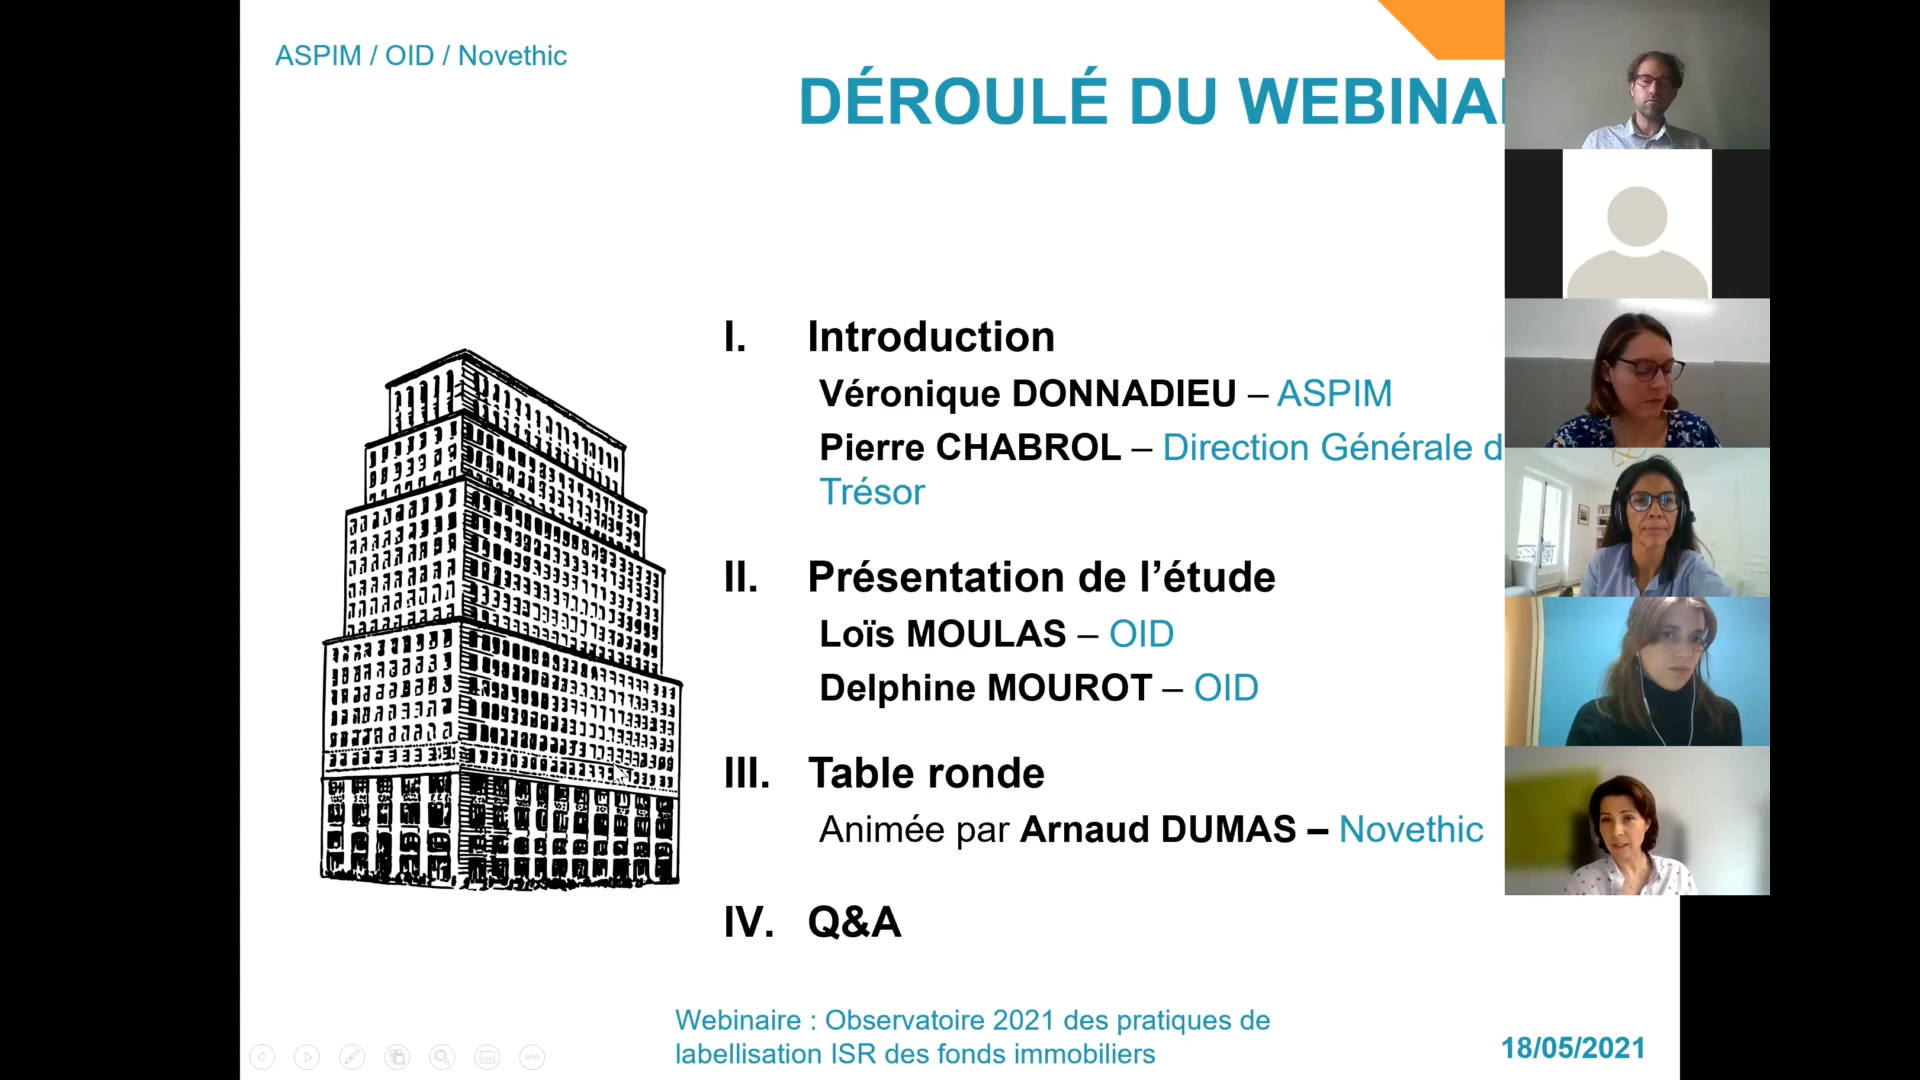 ASPIM / OID / Novethic
DÉROULÉ DU WEBINA
I. Introduction
Véronique DONNADIEU – ASPIM
Pierre CHABROL – Direction Générale d
Trésor
II. Présentation de l’étude
Loïs MOULAS – OID
Delphine MOUROT – OID
III. Table ronde
Animée par Arnaud DUMAS – Novethic
IV. Q&A
Webinaire : Observatoire 2021 des pratiques de
labellisation ISR des fonds immobiliers
18/05/2021